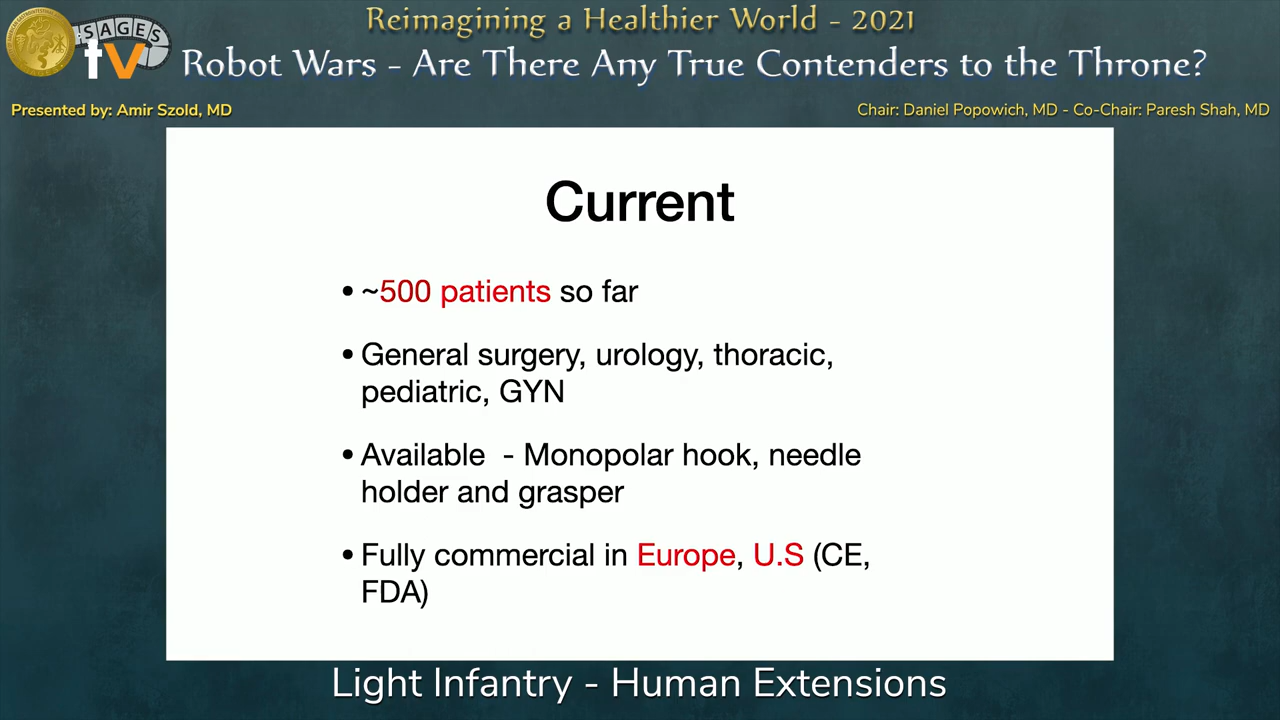 Reimagining a Healthier World - 2021
SAGES
tv
Robot Wars - Are There Any True Contenders to the Throne?
Presented by: Amir Szold, MD
Chair: Daniel Popowich, MD - Co-Chair: Paresh Shah, MD
Current
• ~500 patients so far
• General surgery, urology, thoracic,
pediatric, GYN
• Available - Monopolar hook, needle
holder and grasper
• Fully commercial in Europe, U.S (CE,
FDA)
Light Infantry - Human Extensions